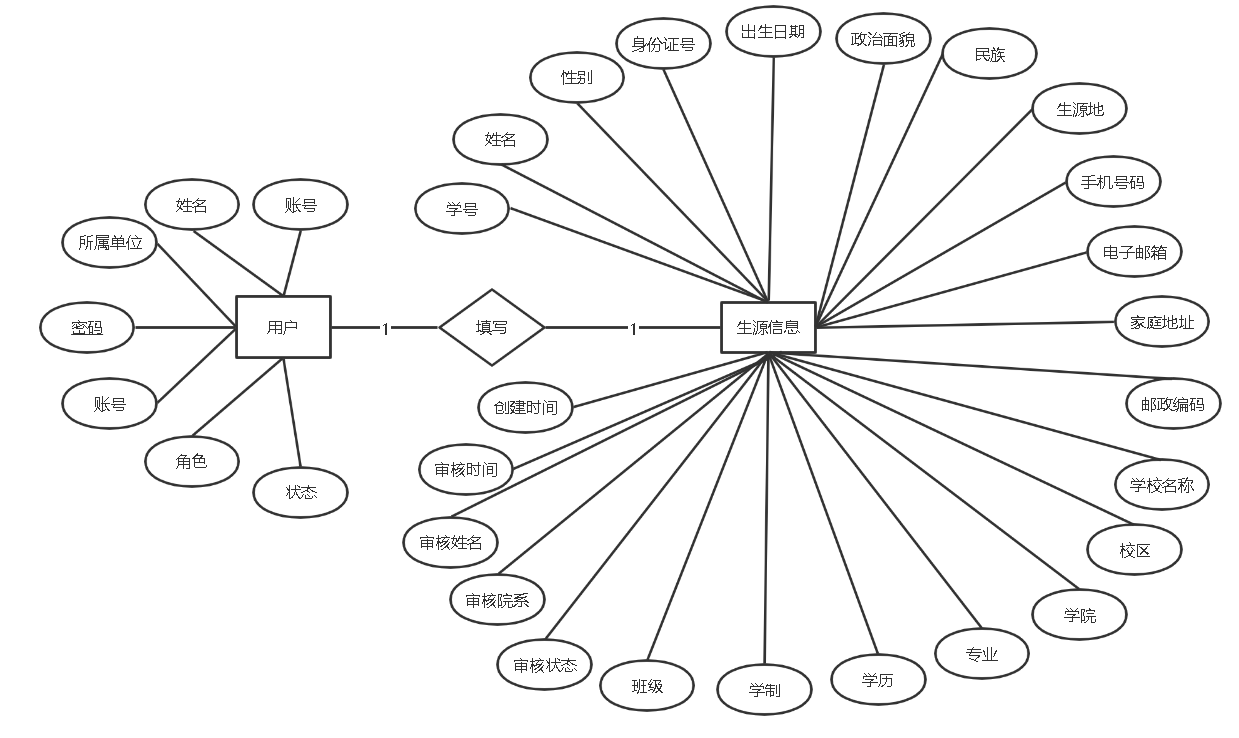 出生日期
政治面貌
身份证号
民族
性别
生源地
姓名
手机号码
学号
姓名
账号
所属单位
电子邮箱
密码
用户
1
填写
1
生源信息
家庭地址
账号
创建时间
邮政编码
角色
审核时间
状态
学校名称
审核姓名
校区
审核院系
学院
审核状态
专业
班级
学制
学历